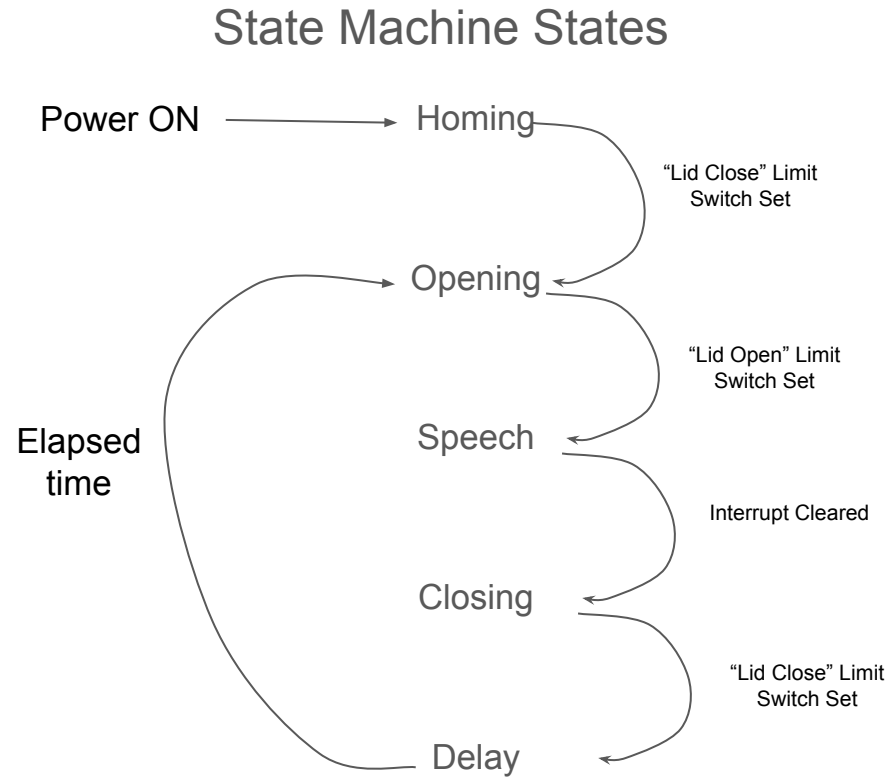 State Machine States
Power ON
Homing
“Lid Close” Limit
Switch Set
Opening
“Lid Open” Limit
Switch Set
Elapsed
time
Speech
Interrupt Cleared
Closing
“Lid Close” Limit
Switch Set
Delay